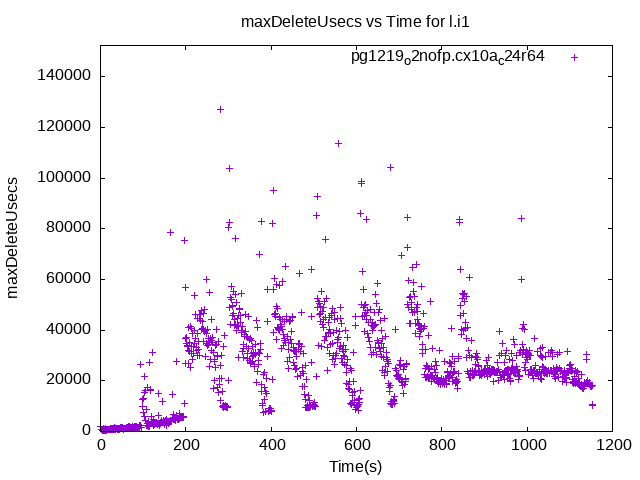 maxDeleteUsecs vs Time for l.i1
pg1219o2nofp.cx10ac24r64
maxDeleteUsecs
140000
120000
100000
80000
60000
40000
20000
0
0 200 400 600 800 1000 1200
Time(s)